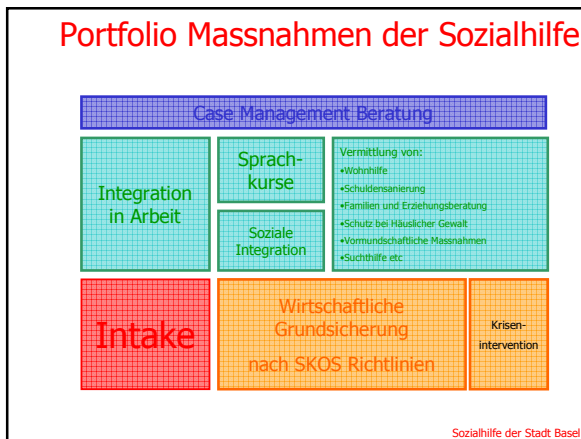 Portfolio Massnahmen der Sozialhilfe
Case Management Beratung
Integration
in Arbeit
Sprach-
kurse
Soziale
Integration
Vermittlung von:
•Wohnhilfe
•Schuldensanierung
•Familien und Erziehungsberatung
•Schutz bei Häuslicher Gewalt
•Vormundschaftliche Massnahmen
•Suchthilfe etc
Intake
Wirtschaftliche
Grundsicherung
nach SKOS Richtlinien
Krisen-
intervention
Sozialhilfe der Stadt Basel